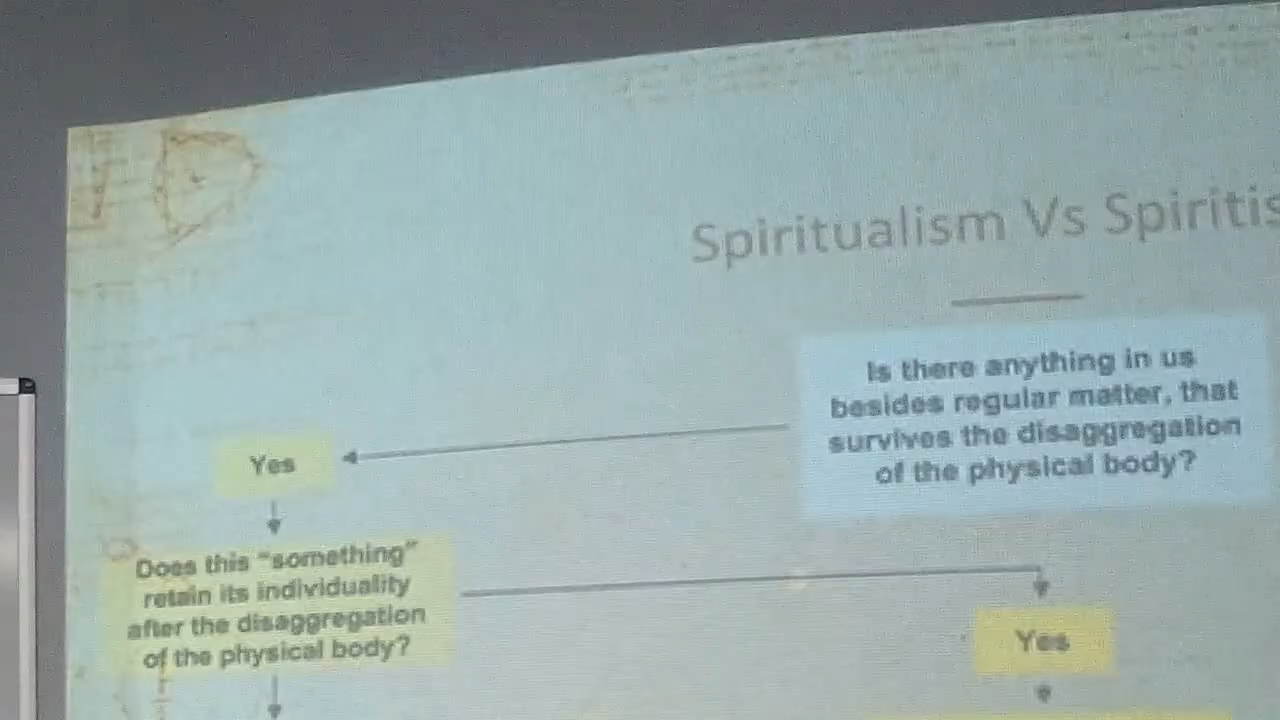 Spiritualism Vs Spiritis
Is there anything in us
besides regular matter, that
survives the disaggregation
of the physical body?
Yes
Does this "something"
retain its individuality
after the disaggregation
of the physical body?
Yes